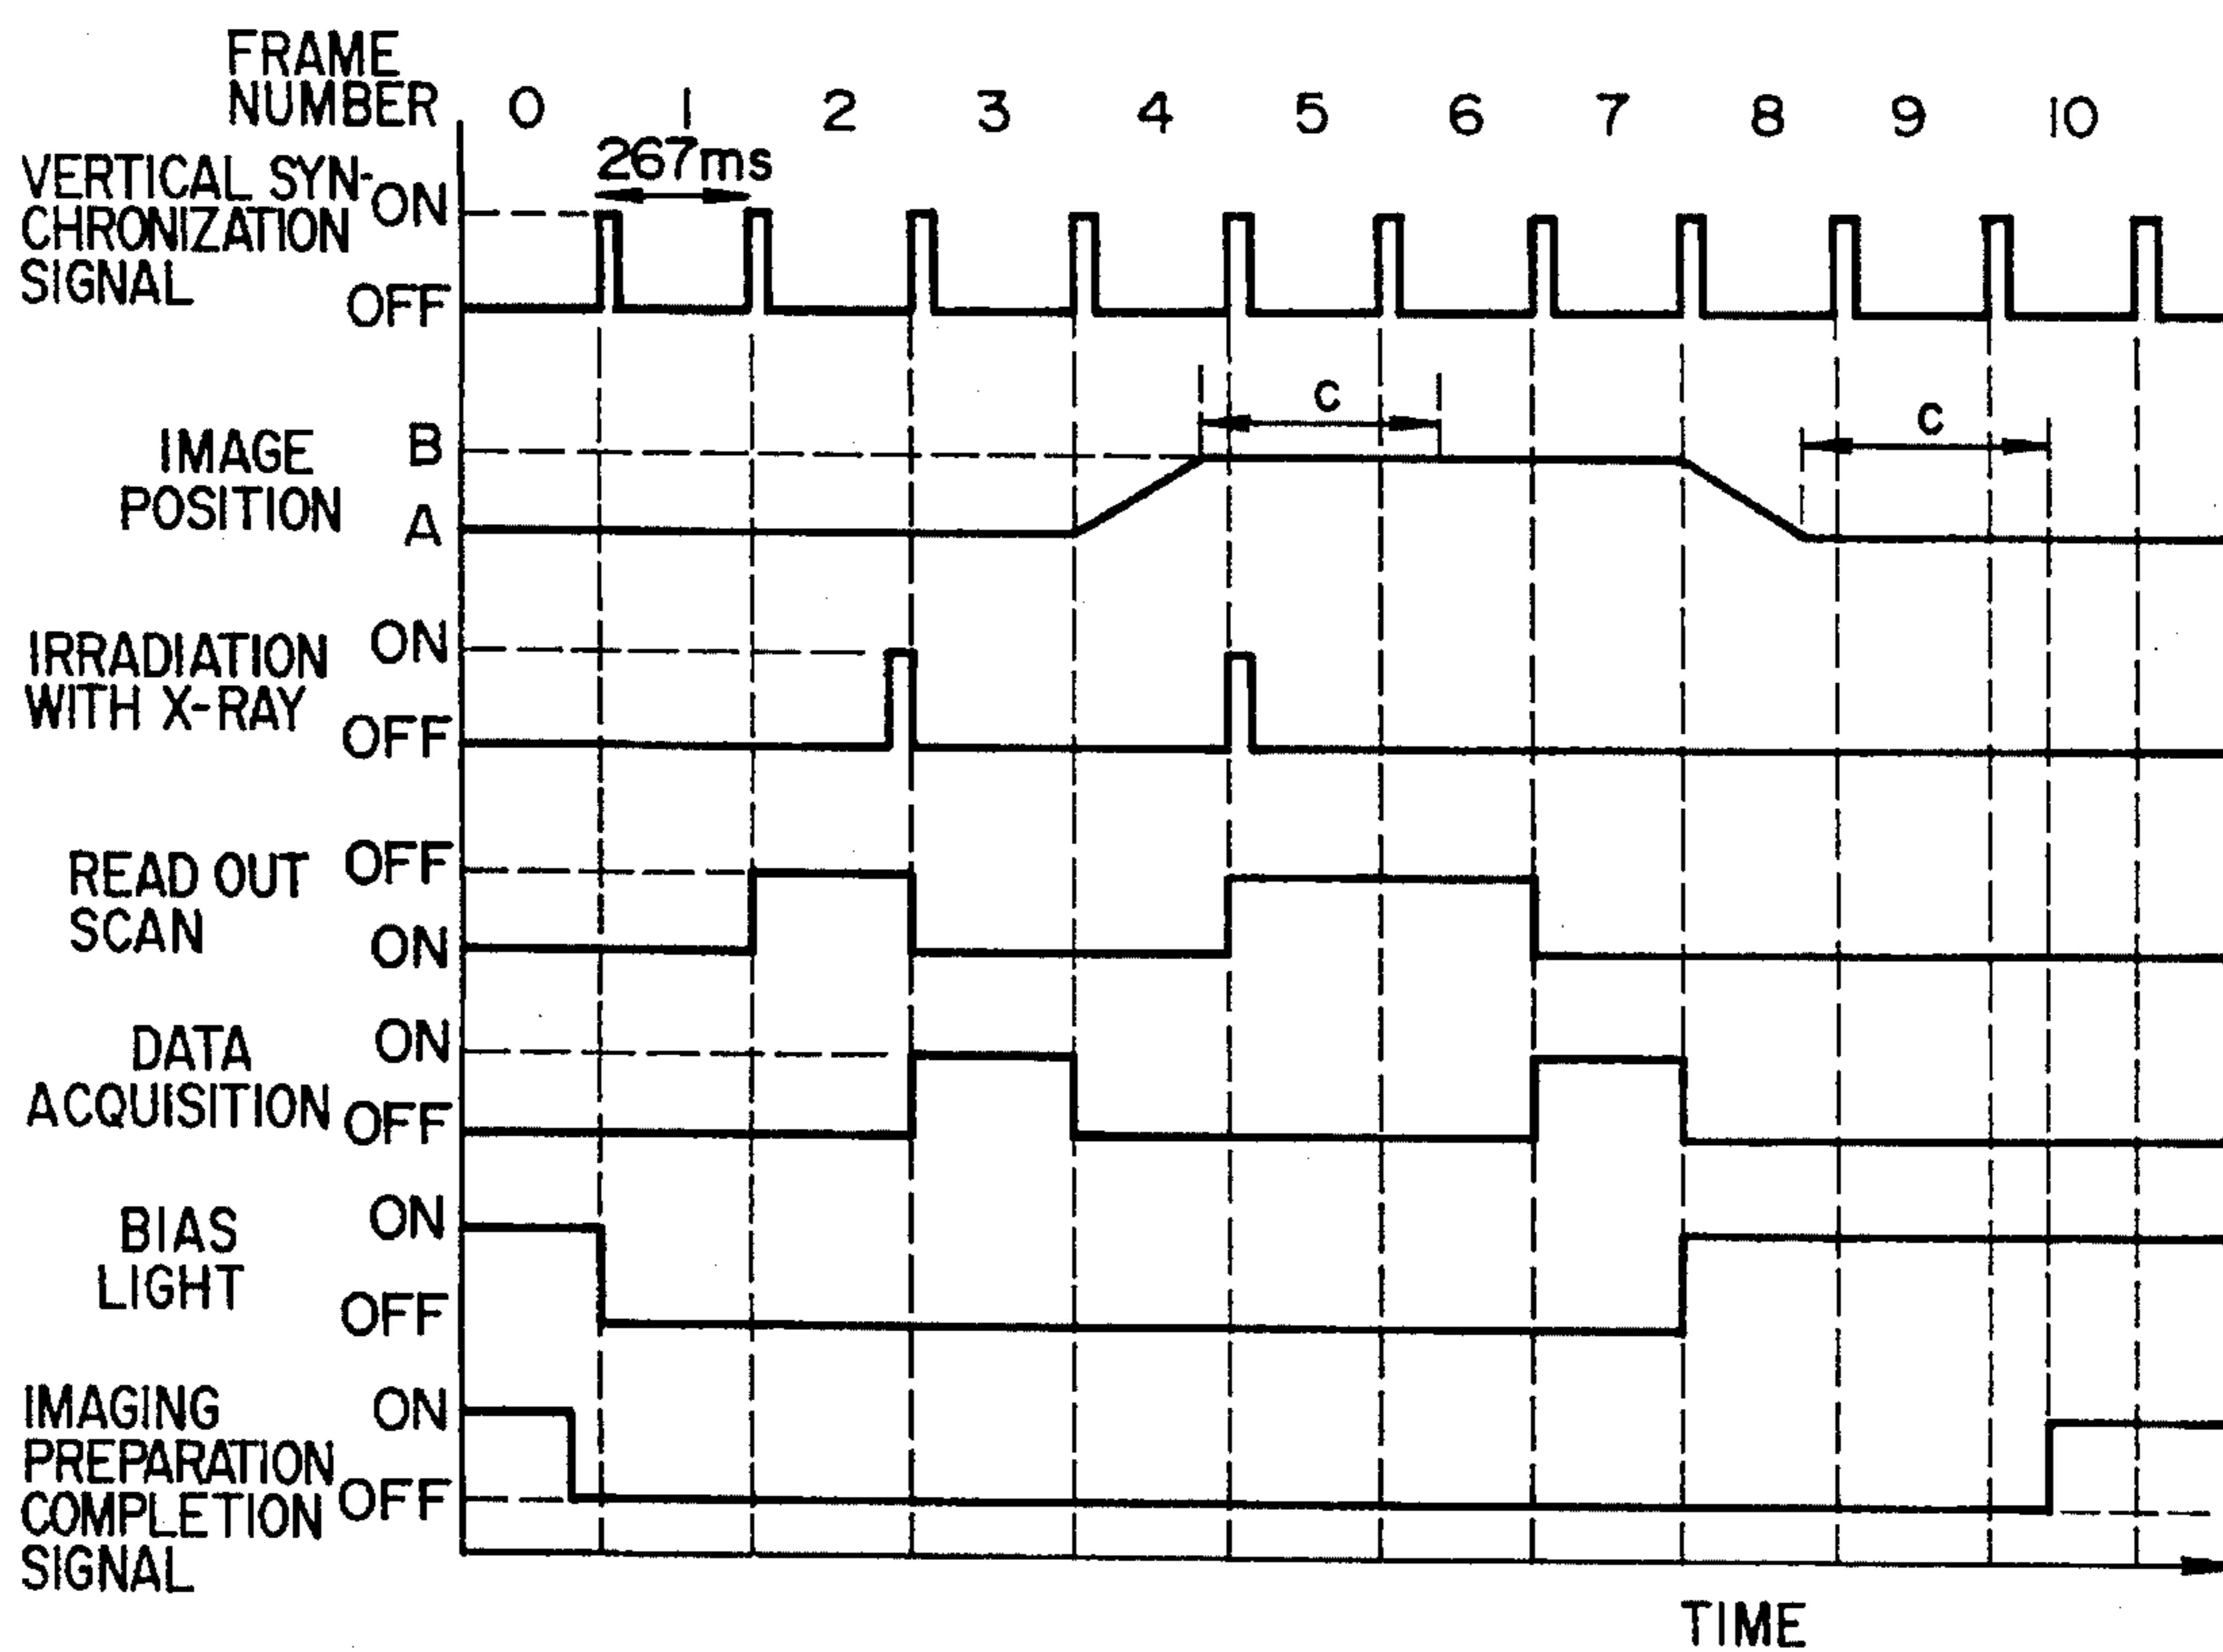 FRAME
NUMBER 0 1 2 3 4 5 6 7 8 9 10
267ms
VERTICAL SYN-
CHRONIZATION
SIGNAL
ON
OFF
C
C
IMAGE
POSITION
B
A
IRRADIATION
WITH X-RAY
ON
OFF
READ OUT
SCAN
OFF
ON
DATA
ACQUISITION
ON
OFF
BIAS
LIGHT
ON
OFF
IMAGING
PREPARATION
COMPLETION
SIGNAL
ON
OFF
TIME